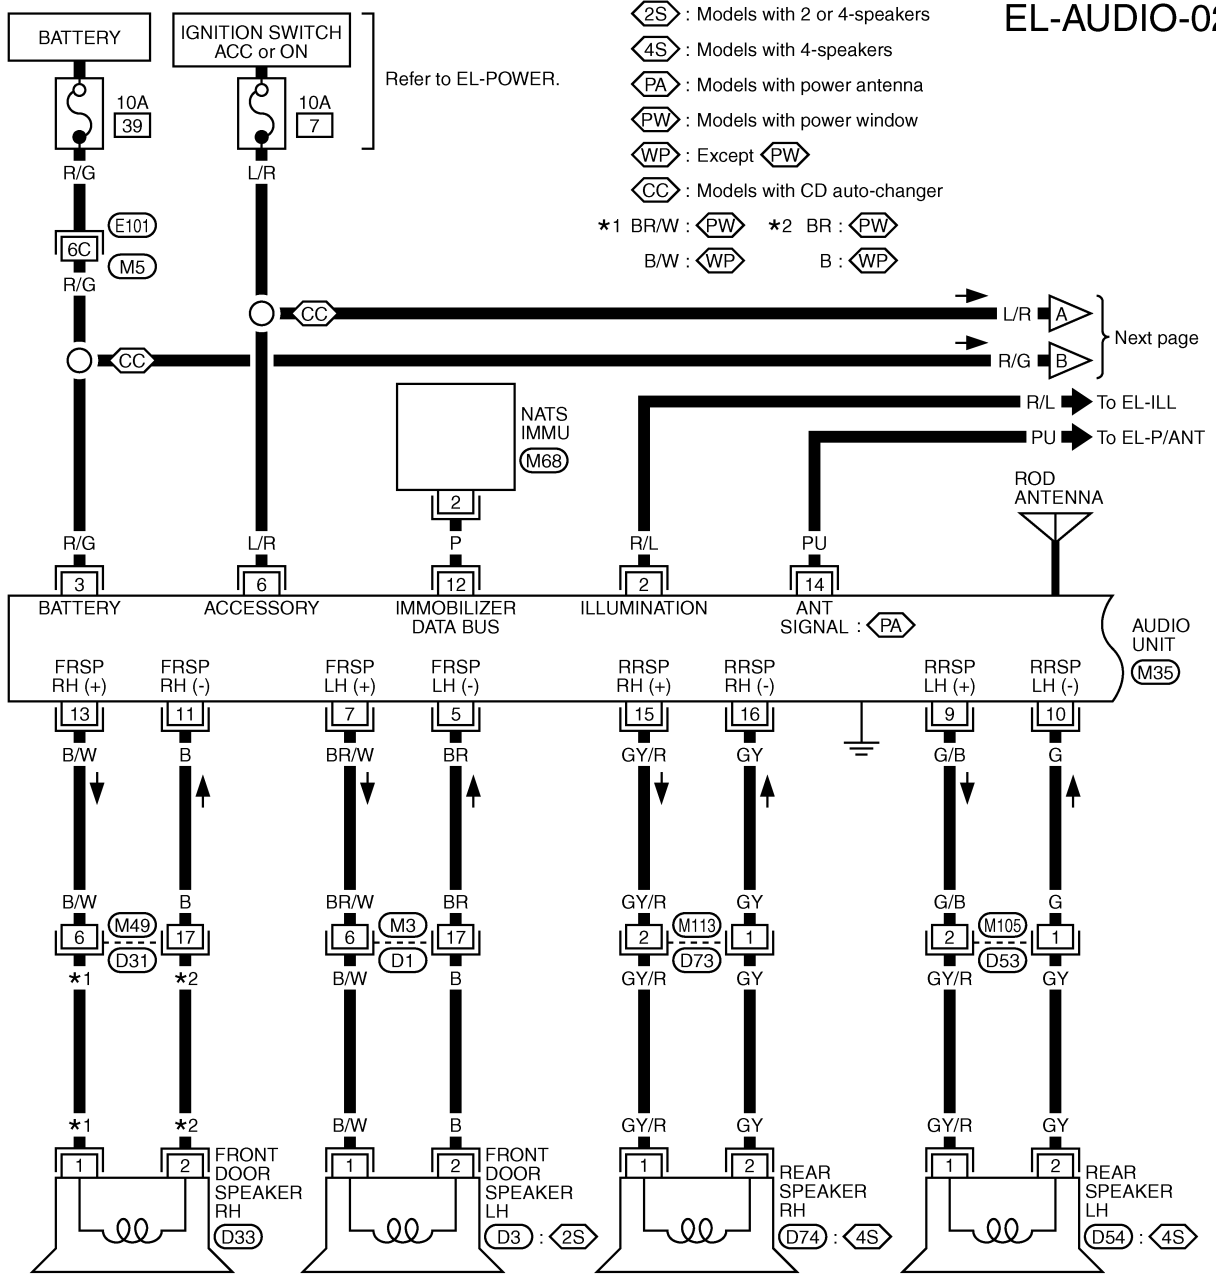 EL-AUDIO-02
BATTERY
IGNITION SWITCH
ACC or ON
Refer to EL-POWER.
10A
39
10A
7
2S : Models with 2 or 4-speakers
4S : Models with 4-speakers
PA : Models with power antenna
PW : Models with power window
WP : Except PW
CC : Models with CD auto-changer
*1 BR/W : PW *2 BR : PW
B/W : WP B : WP
R/G
L/R
E101
6C
M5
R/G
CC
L/R
A
CC
R/G
B
Next page
R/L
To EL-ILL
PU
To EL-P/ANT
NATS
IMMU
M68
2
ROD
ANTENNA
R/G L/R P R/L PU
3 6 12 2 14
BATTERY
ACCESSORY
IMMOBILIZER
DATA BUS
ILLUMINATION
ANT
SIGNAL : PA
AUDIO
UNIT
M35
FRSP
RH (+)
FRSP
RH (-)
FRSP
LH (+)
FRSP
LH (-)
RRSP
RH (+)
RRSP
RH (-)
RRSP
LH (+)
RRSP
LH (-)
13 11 7 5 15 16 9 10
B/W B BR/W BR GY/R GY G/B G
B/W B BR/W BR GY/R GY G/B G
M49 M3 M113 M105
6 17 6 17 2 1 2 1
D31 D1 D73 D53
*1 *2 B/W B GY/R GY GY/R GY
*1 *2 B/W B GY/R GY GY/R GY
1 2 1 2 1 2 1 2
FRONT
DOOR
SPEAKER
RH
D33
FRONT
DOOR
SPEAKER
LH
D3 : 2S
REAR
SPEAKER
RH
D74 : 4S
REAR
SPEAKER
LH
D54 : 4S